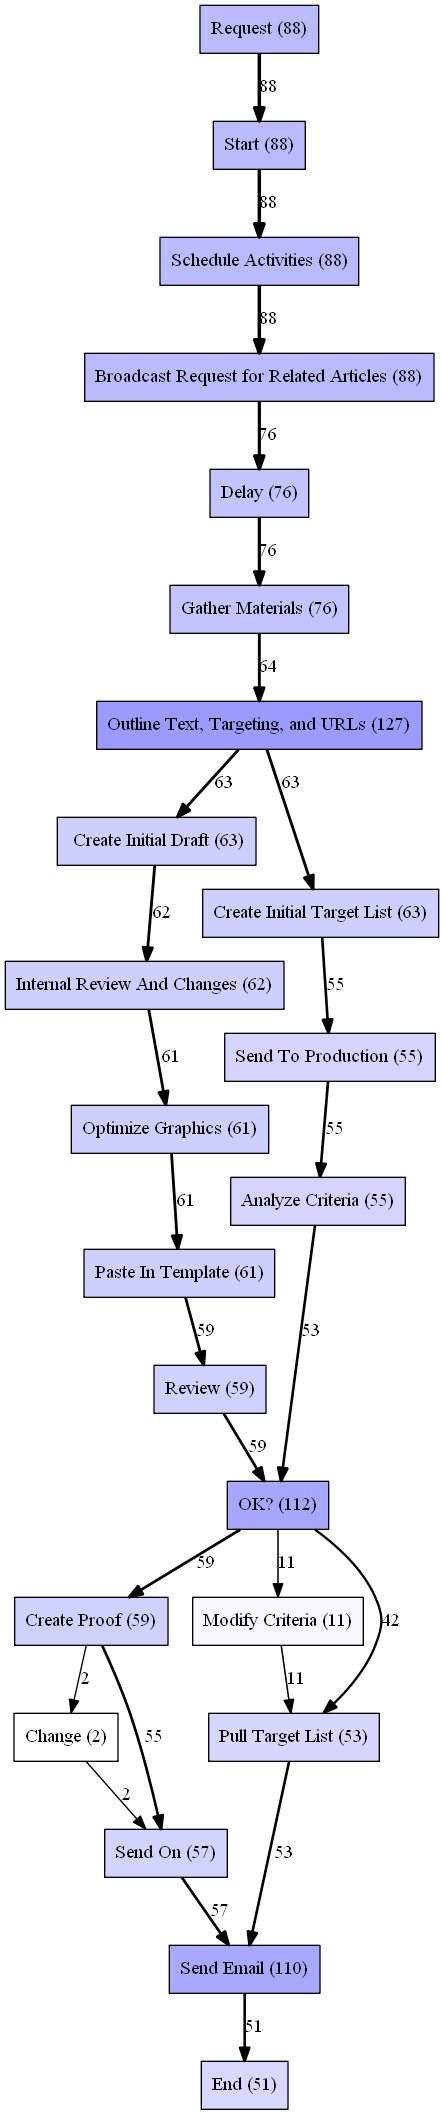 Request (88)
88
Start (88)
88
Schedule Activities (88)
88
Broadcast Request for Related Articles (88)
76
Delay (76)
76
Gather Materials (76)
64
Outline Text, Targeting, and URLs (127)
63
63
Create Initial Draft (63)
Create Initial Target List (63)
62
Internal Review And Changes (62)
55
Send To Production (55)
61
Optimize Graphics (61)
55
Analyze Criteria (55)
61
Paste In Template (61)
59
53
Review (59)
59
OK? (112)
59
11
42
Create Proof (59)
Modify Criteria (11)
2
11
55
Change (2)
Pull Target List (53)
2
Send On (57)
53
57
Send Email (110)
51
End (51)